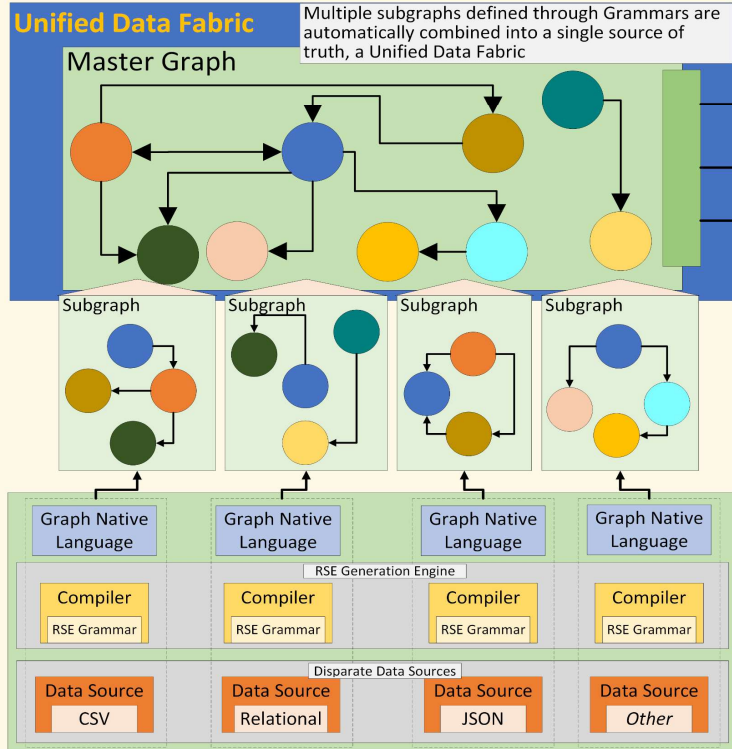 Unified Data Fabric
Multiple subgraphs defined through Grammars are
automatically combined into a single source of
truth, a Unified Data Fabric
Master Graph
Subgraph
Subgraph
Subgraph
Subgraph
Graph Native
Language
Graph Native
Language
Graph Native
Language
Graph Native
Language
RSE Generation Engine
Compiler
RSE Grammar
Compiler
RSE Grammar
Compiler
RSE Grammar
Compiler
RSE Grammar
Disparate Data Sources
Data Source
CSV
Data Source
Relational
Data Source
JSON
Data Source
Other